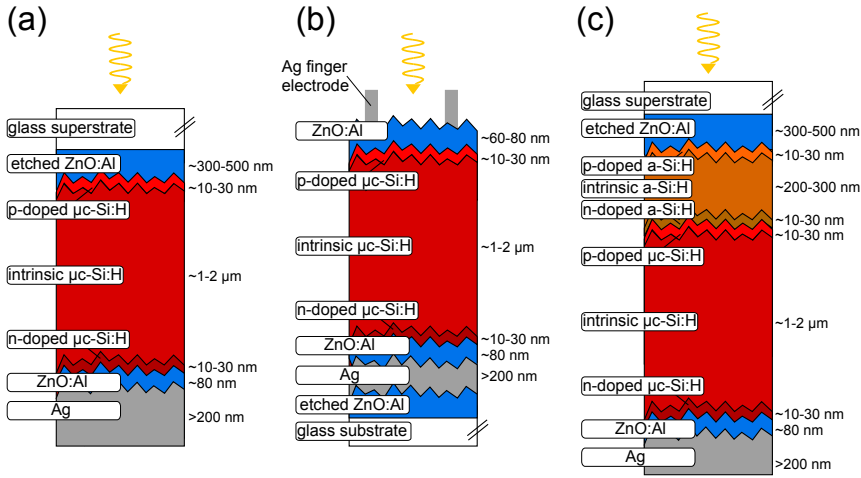 (a)
glass superstrate
etched ZnO:Al
~300-500 nm
~10-30 nm
p-doped µc-Si:H
intrinsic µc-Si:H
~1-2 µm
n-doped µc-Si:H
~10-30 nm
ZnO:Al
~80 nm
Ag
>200 nm
(b)
Ag finger
electrode
ZnO:Al
~60-80 nm
~10-30 nm
p-doped µc-Si:H
intrinsic µc-Si:H
~1-2 µm
n-doped µc-Si:H
~10-30 nm
ZnO:Al
~80 nm
Ag
>200 nm
etched ZnO:Al
glass substrate
(c)
glass superstrate
etched ZnO:Al
~300-500 nm
~10-30 nm
p-doped a-Si:H
intrinsic a-Si:H
~200-300 nm
n-doped a-Si:H
~10-30 nm
~10-30 nm
p-doped µc-Si:H
intrinsic µc-Si:H
~1-2 µm
n-doped µc-Si:H
~10-30 nm
ZnO:Al
~80 nm
Ag
>200 nm